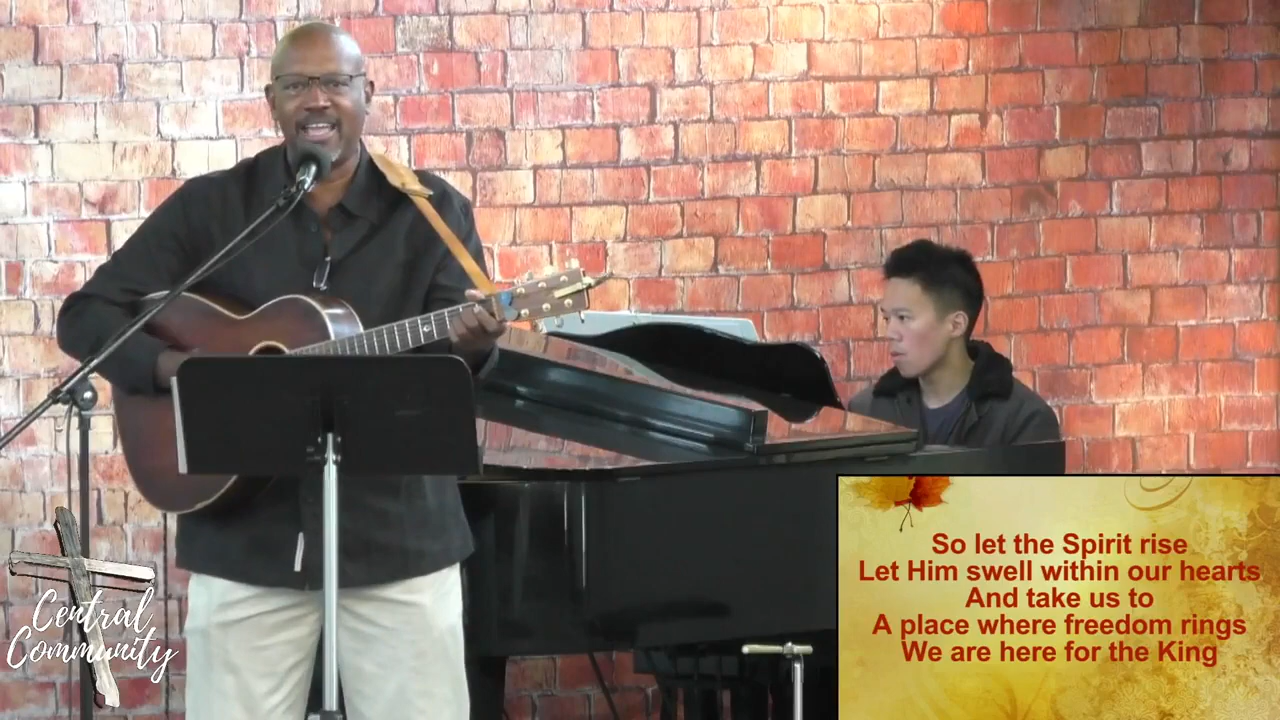 Central
Community
So let the Spirit rise
Let Him swell within our hearts
And take us to
A place where freedom rings
We are here for the King